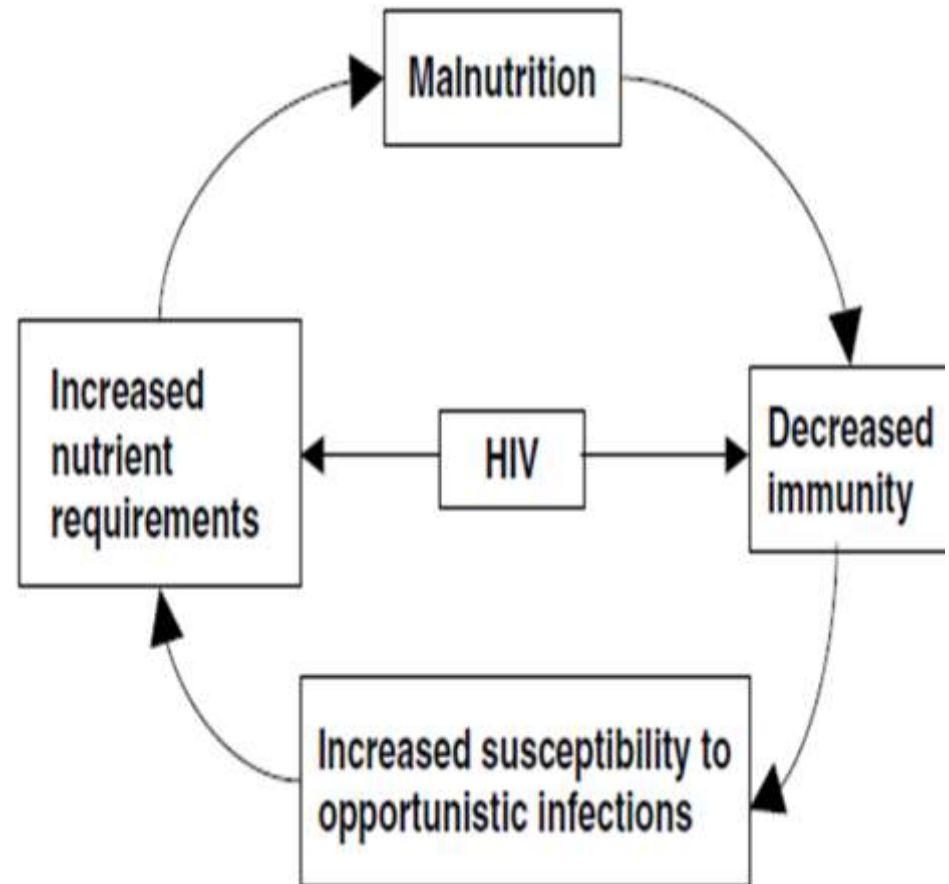 Malnutrition
Increased
nutrient
requirements
HIV
Decreased
immunity
Increased susceptibility to
opportunistic infections